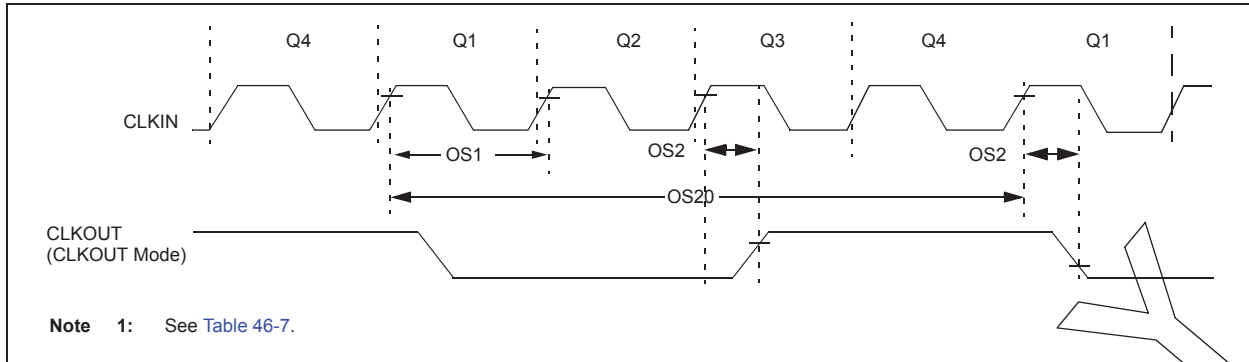 Q4 Q1 Q2 Q3 Q4 Q1
CLKIN
OS1 OS2 OS2
OS20
CLKOUT
(CLKOUT Mode)
Note 1: See Table 46-7.